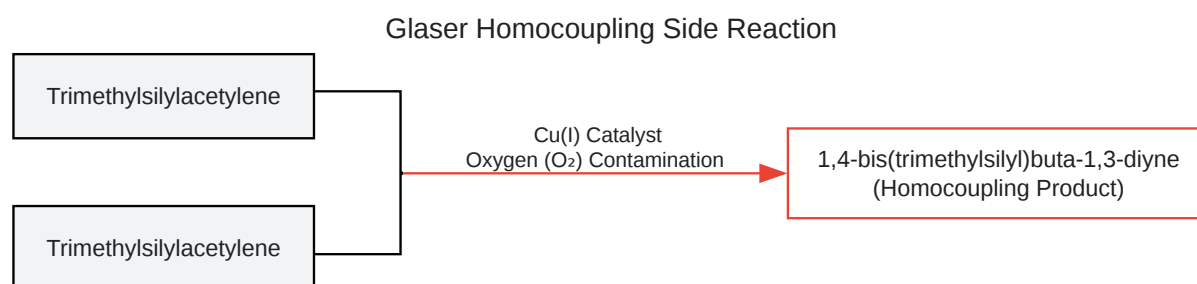 Glaser Homocoupling Side Reaction
Trimethylsilylacetylene
Cu(I) Catalyst
Oxygen (O₂) Contamination
1,4-bis(trimethylsilyl)buta-1,3-diyne
(Homocoupling Product)
Trimethylsilylacetylene